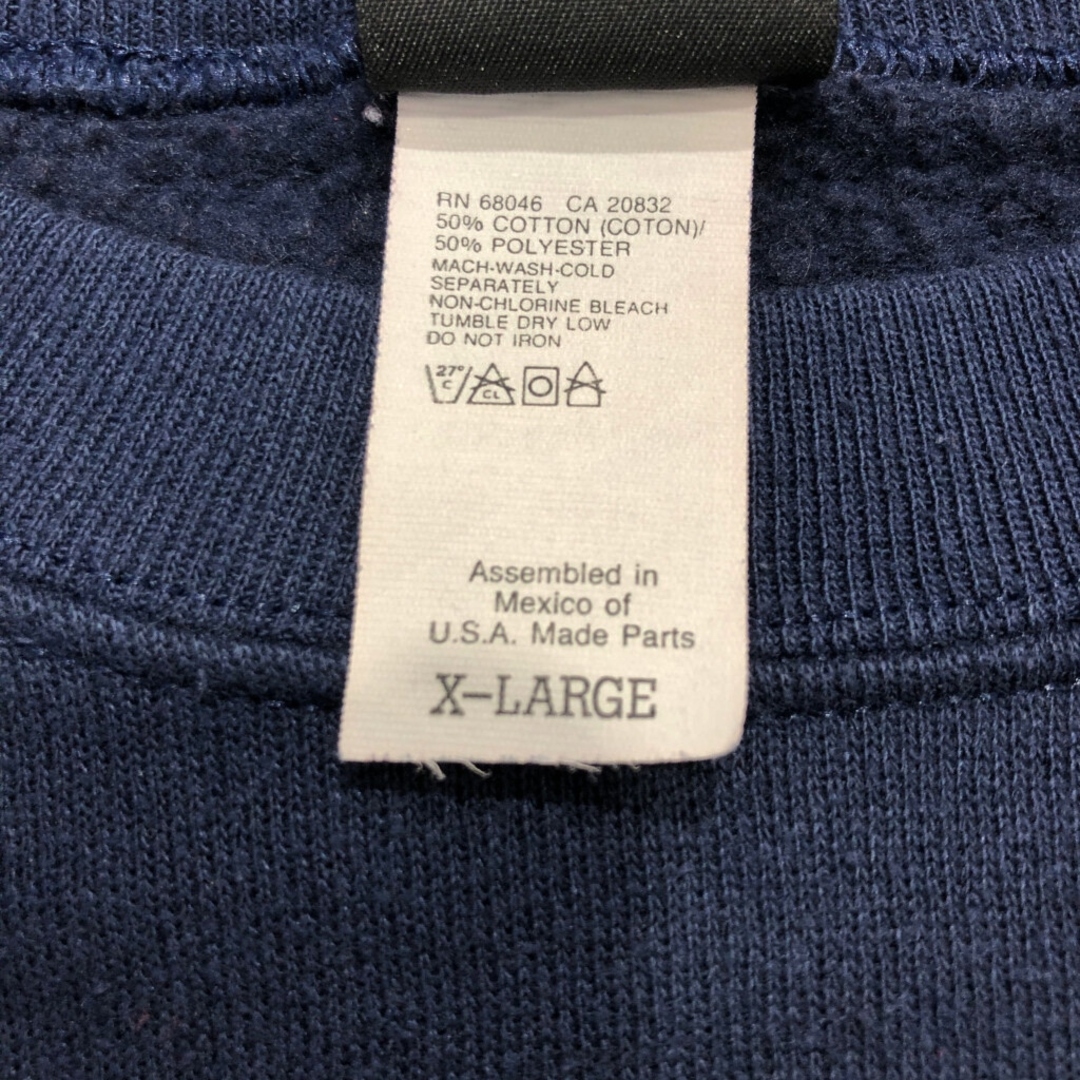 RN 68046 CA 20832
50% COTTON (COTON)/
50% POLYESTER
MACH-WASH-COLD
SEPARATELY
NON-CHLORINE BLEACH
TUMBLE DRY LOW
DO NOT IRON
27° C CL
Assembled in
Mexico of
U.S.A. Made Parts
X-LARGE